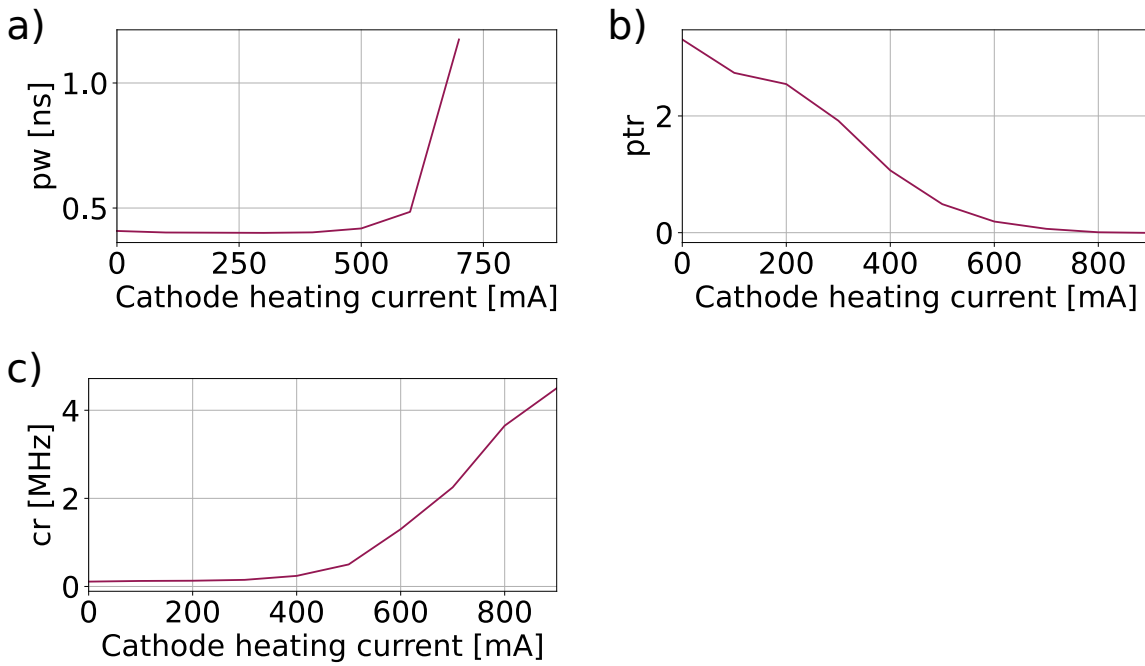 a)
pw [ns]
1.0
0.5
0 250 500 750
Cathode heating current [mA]
b)
ptr
2
0
0 200 400 600 800
Cathode heating current [mA]
c)
cr [MHz]
4
2
0
0 200 400 600 800
Cathode heating current [mA]